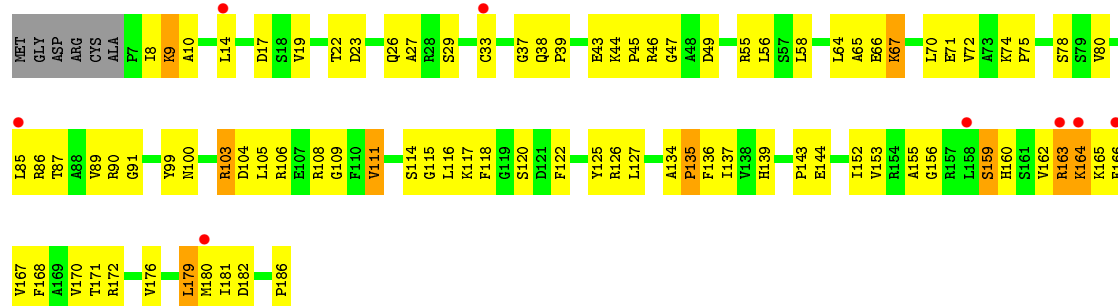 MET GLY ASP ARG CYS ALA P7 I8 K9 A10 L14 D17 S18 V19 T22 D23 Q26 A27 R28 S29 C33 G37 Q38 P39 E43 K44 P45 R46 G47 A48 D49 R55 L56 S57 L58 L64 A65 E66 K67 L70 E71 V72 A73 K74 P75 S78 S79 V80
L85 R86 T87 A88 V89 R90 G91 Y99 N100 R103 D104 L105 R106 E107 R108 G109 F110 V111 S114 G115 L116 K117 F118 G119 S120 D121 F122 Y125 R126 L127 A134 P135 F136 I137 V138 H139 P143 E144 I152 V153 R154 A155 G156 R157 L158 S159 H160 S161 V162 R163 K164 K165 F166
V167 F168 A169 V170 T171 R172 V176 L179 M180 I181 D182 P186